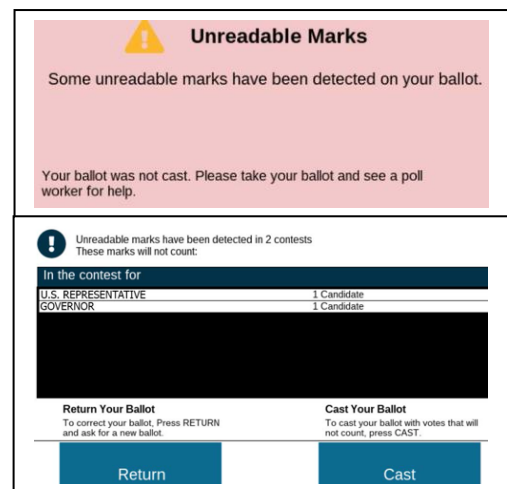 Unreadable Marks
Some unreadable marks have been detected on your ballot.
Your ballot was not cast. Please take your ballot and see a poll
worker for help.
Unreadable marks have been detected in 2 contests
These marks will not count:
In the contest for
U.S. REPRESENTATIVE 1 Candidate
GOVERNOR 1 Candidate
Return Your Ballot
To correct your ballot, Press RETURN
and ask for a new ballot.
Cast Your Ballot
To cast your ballot with votes that will
not count, press CAST.
Return
Cast